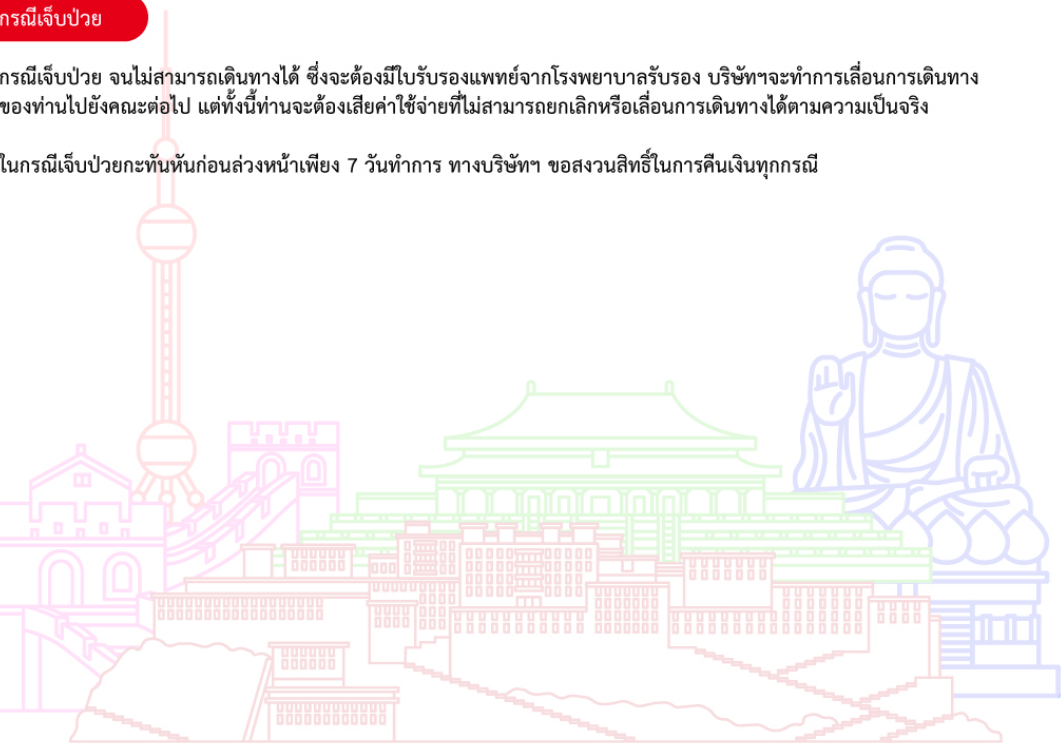 กรณีเจ็บป่วย
กรณีเจ็บป่วย จนไม่สามารถเดินทางได้ ซึ่งจะต้องมีใบรับรองแพทย์จากโรงพยาบาลรับรอง บริษัทฯจะทำการเลื่อนการเดินทาง
ของท่านไปยังคณะต่อไป แต่ทั้งนี้ท่านจะต้องเสียค่าใช้จ่ายที่ไม่สามารถยกเลิกหรือเลื่อนการเดินทางได้ตามความเป็นจริง
ในกรณีเจ็บป่วยกะทันหันก่อนล่วงหน้าเพียง 7 วันทำการ ทางบริษัทฯ ขอสงวนสิทธิ์ในการคืนเงินทุกกรณี